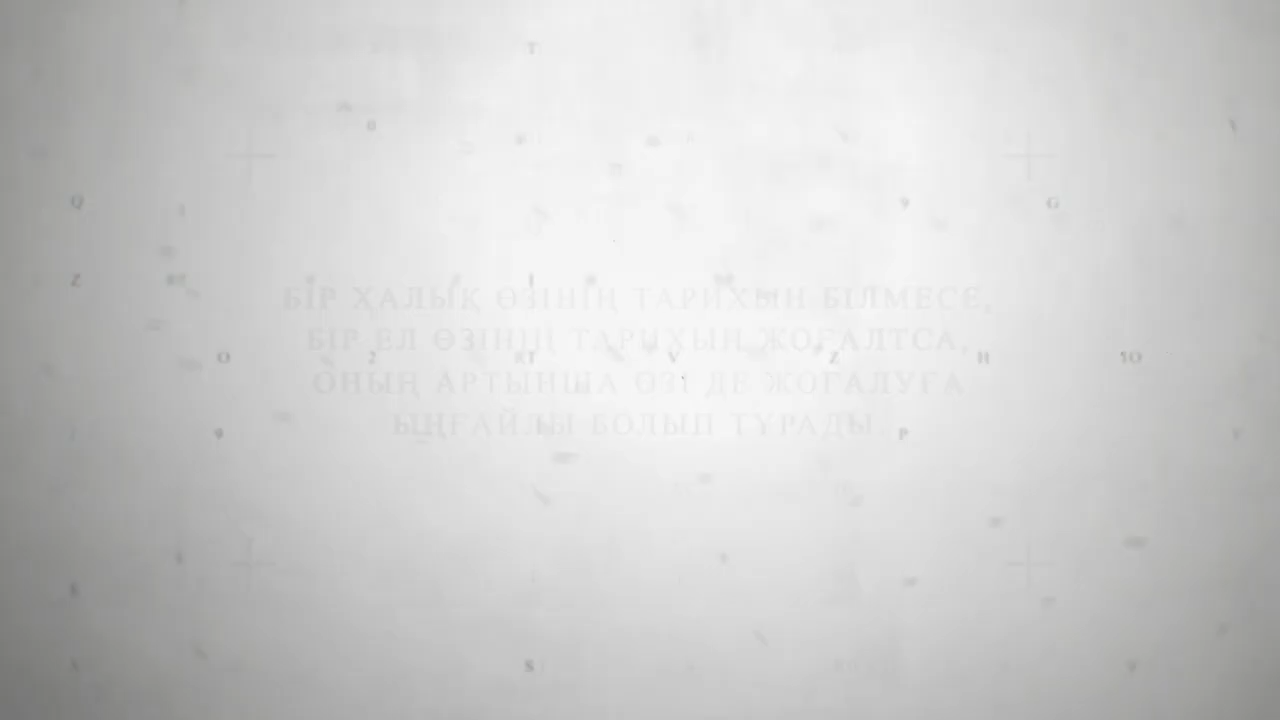 БІР ХАЛЫҚ ӨЗІНІҢ ТАРИХЫН БІЛМЕСЕ,
БІР ЕЛ ӨЗІНІҢ ТАРИХЫН ЖОҒАЛТСА,
ОНЫҢ АРТЫНША ӨЗІ ДЕ ЖОҒАЛУҒА
ЫҢҒАЙЛЫ БОЛЫП ТҰРАДЫ.